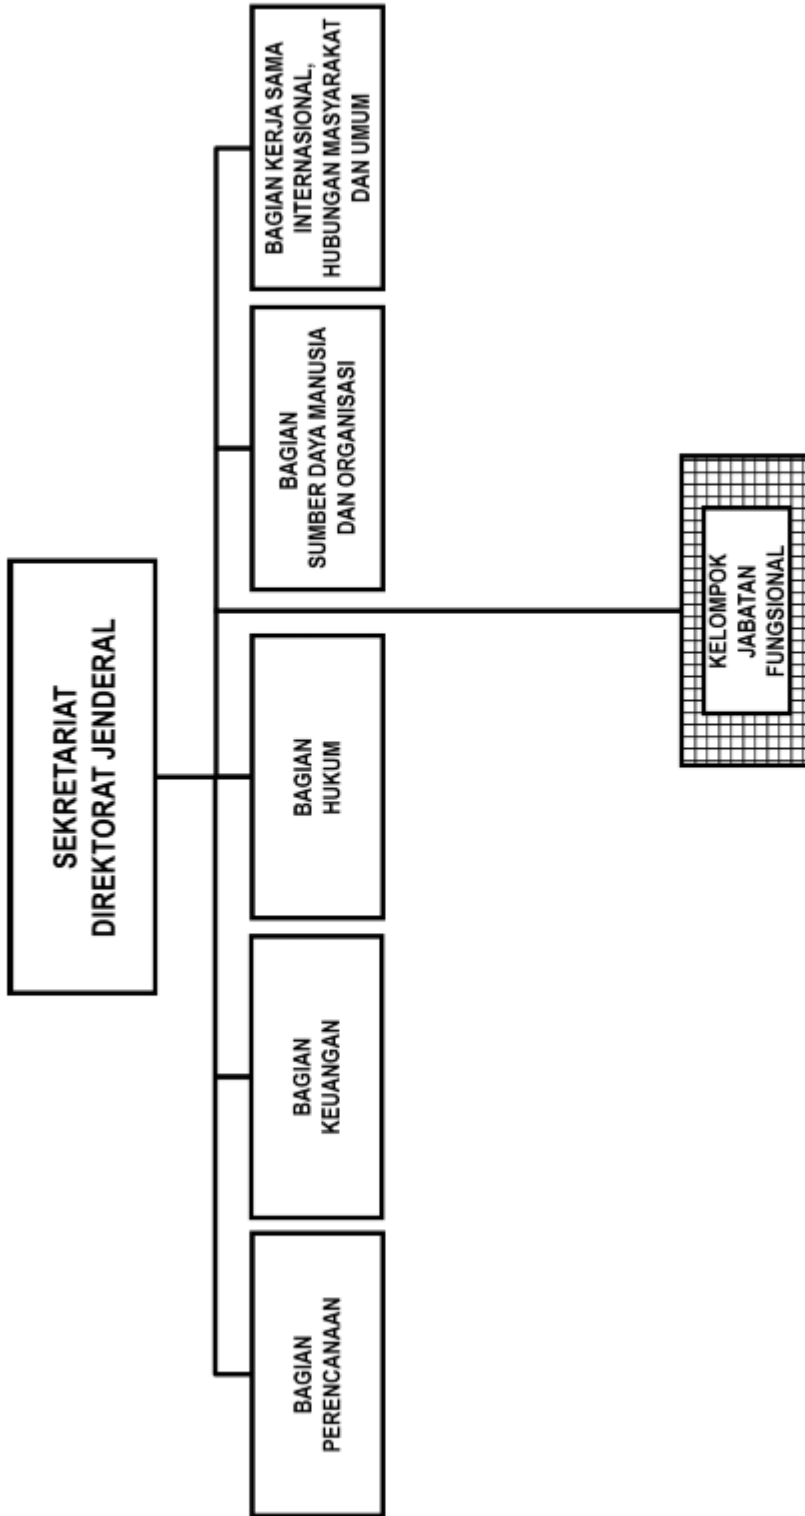 SEKRETARIAT
DIREKTORAT JENDERAL
BAGIAN
PERENCANAAN
BAGIAN
KEUANGAN
BAGIAN
HUKUM
BAGIAN
SUMBER DAYA MANUSIA
DAN ORGANISASI
BAGIAN KERJA SAMA
INTERNASIONAL,
HUBUNGAN MASYARAKAT
DAN UMUM
KELOMPOK
JABATAN
FUNGSIONAL